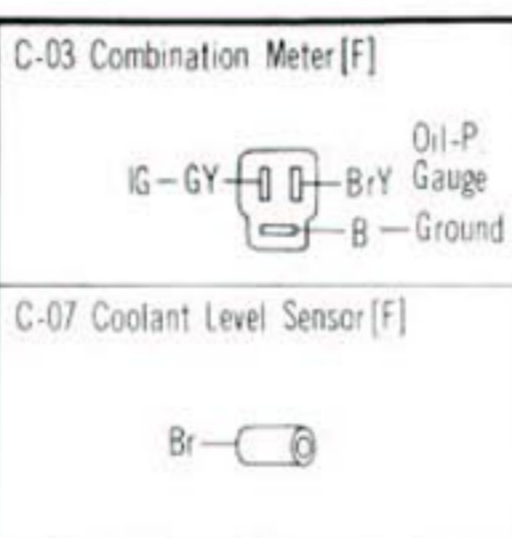 C-03 Combination Meter [F]
Oil-P
IG - GY BrY Gauge
B - Ground
C-07 Coolant Level Sensor [F]
Br